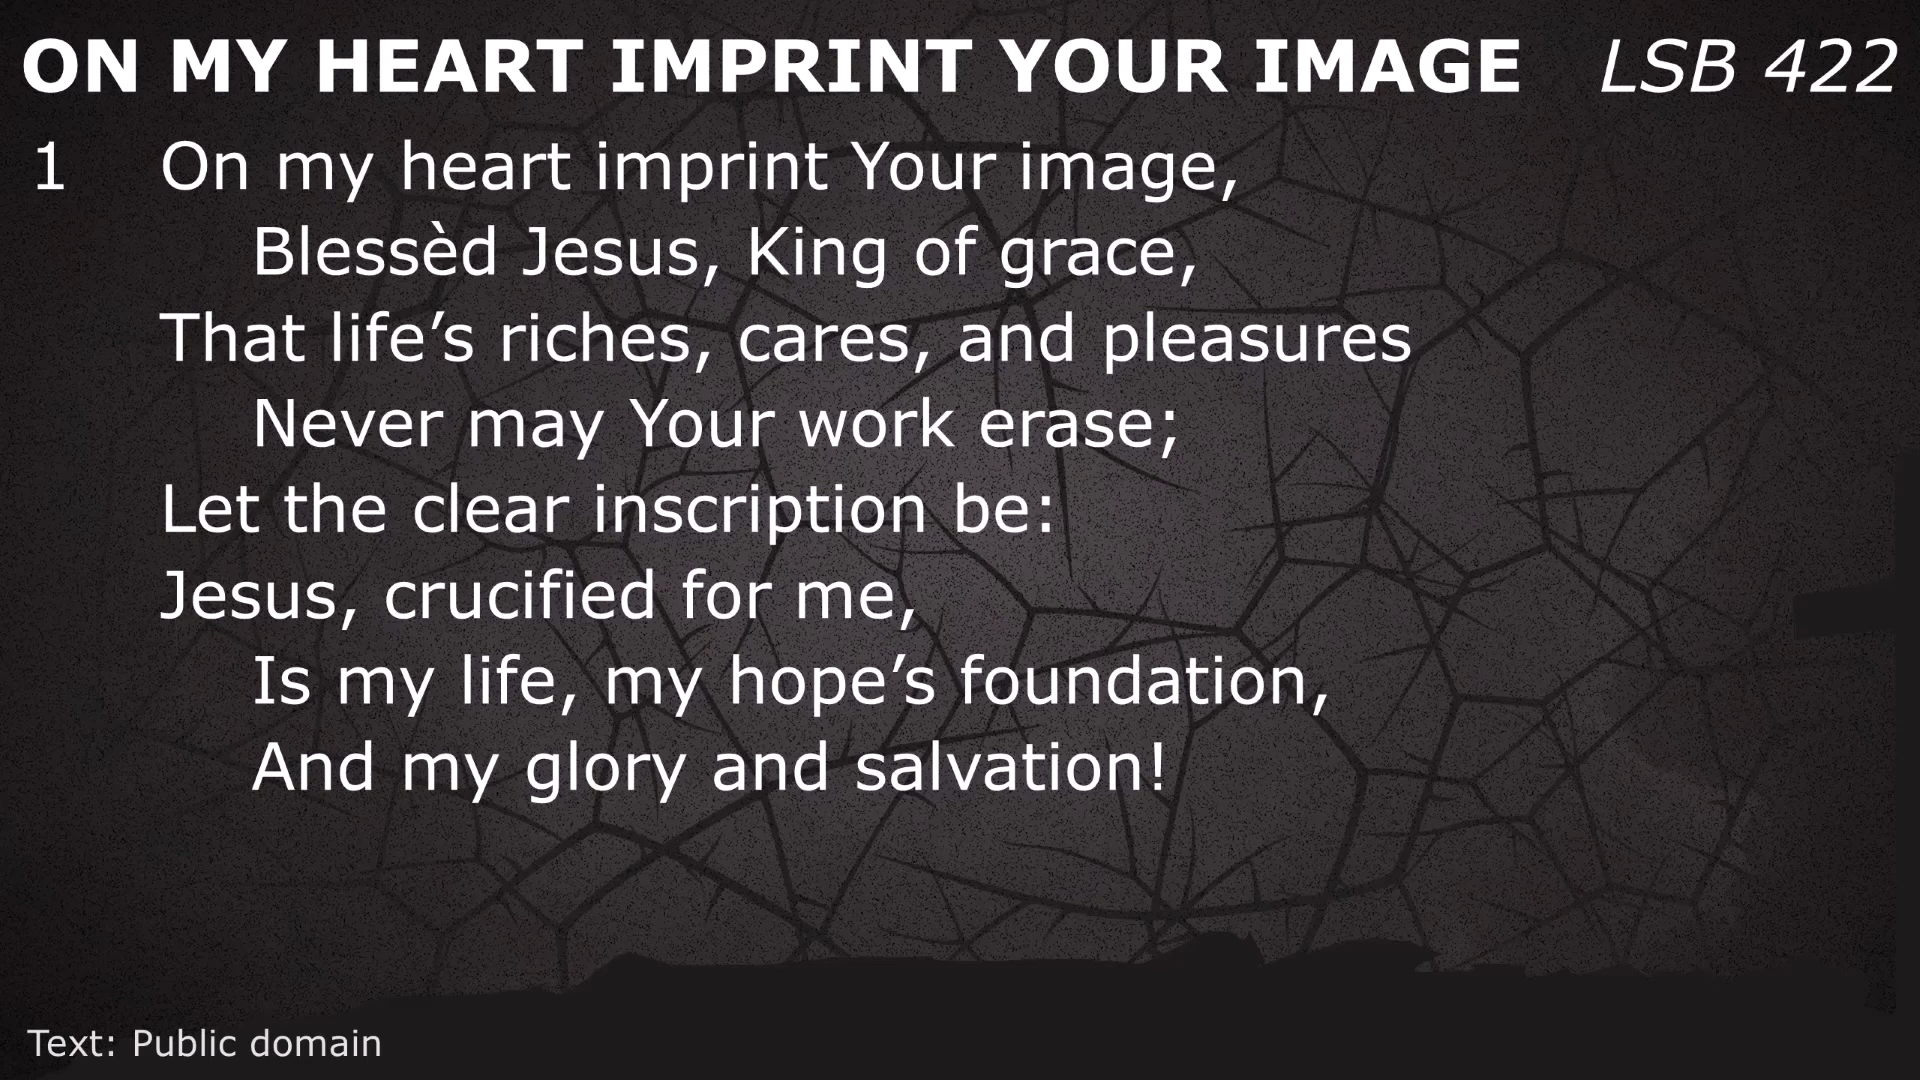 ON MY HEART IMPRINT YOUR IMAGE LSB 422
1 On my heart imprint Your image,
Blessèd Jesus, King of grace,
That life’s riches, cares, and pleasures
Never may Your work erase;
Let the clear inscription be:
Jesus, crucified for me,
Is my life, my hope’s foundation,
And my glory and salvation!
Text: Public domain